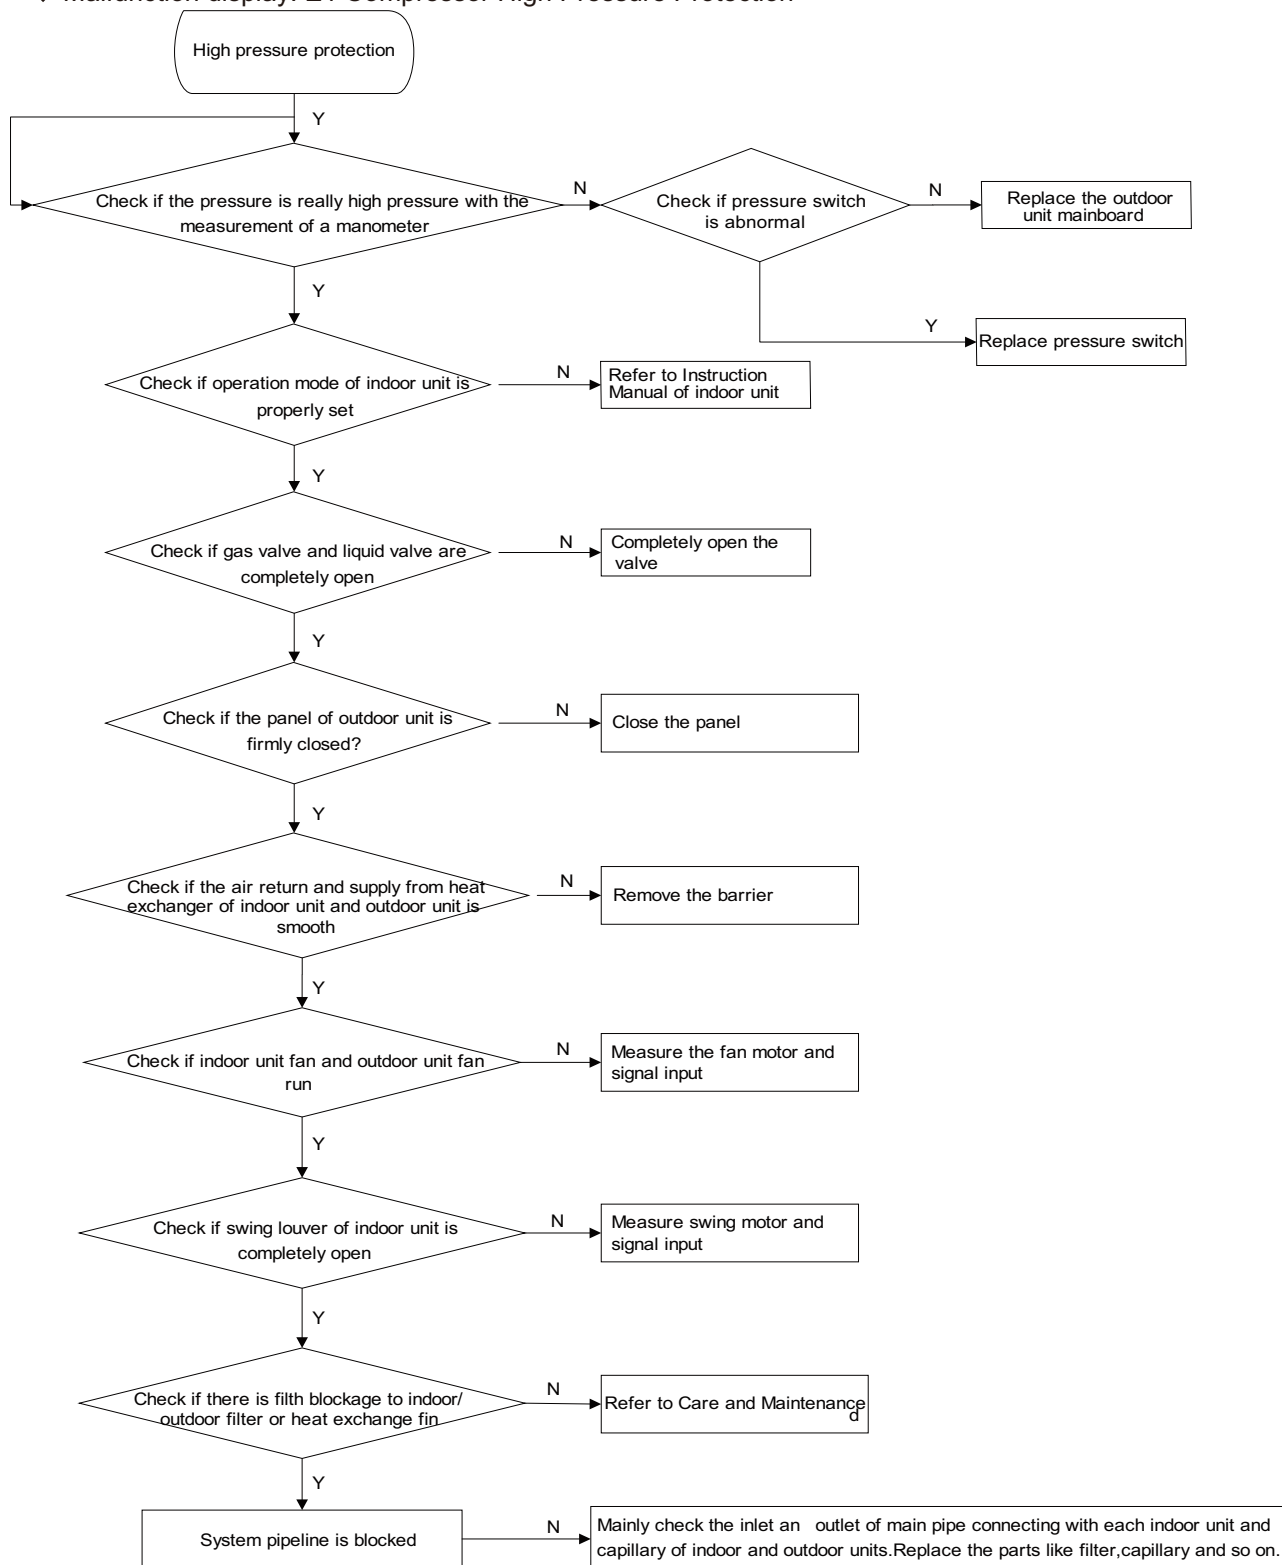 Malfunction display: E1 Compressor High Pressure Protection
High pressure protection
Y
Check if the pressure is really high pressure with the
measurement of a manometer
N
Check if pressure switch
is abnormal
N
Replace the outdoor
unit mainboard
Y
Replace pressure switch
Y
Check if operation mode of indoor unit is
properly set
N
Refer to Instruction
Manual of indoor unit
Y
Check if gas valve and liquid valve are
completely open
N
Completely open the
valve
Y
Check if the panel of outdoor unit is
firmly closed?
N
Close the panel
Y
Check if the air return and supply from heat
exchanger of indoor unit and outdoor unit is
smooth
N
Remove the barrier
Y
Check if indoor unit fan and outdoor unit fan
run
N
Measure the fan motor and
signal input
Y
Check if swing louver of indoor unit is
completely open
N
Measure swing motor and
signal input
Y
Check if there is filth blockage to indoor/
outdoor filter or heat exchange fin
N
Refer to Care and Maintenance
d
Y
System pipeline is blocked
N
Mainly check the inlet an outlet of main pipe connecting with each indoor unit and
capillary of indoor and outdoor units.Replace the parts like filter,capillary and so on.